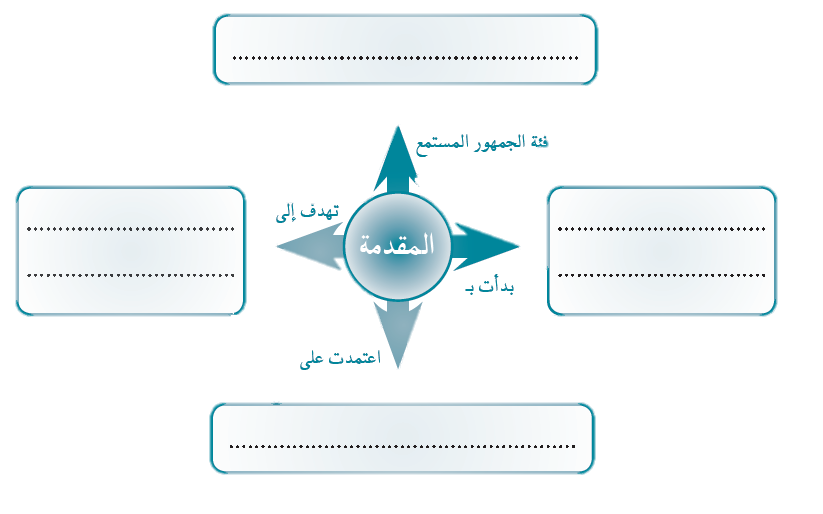 فئة الجمهور المستمع
تهدف إلى
المقدمة
بدأت بـ
اعتمدت على